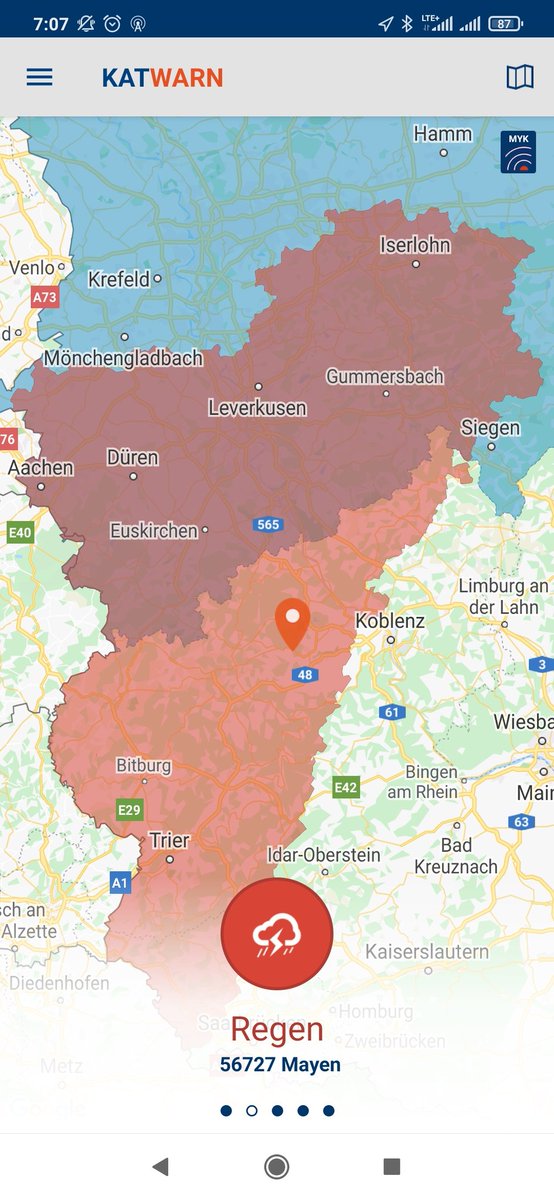 7:07
LTE+
87
KATWARN
Hamm
MYK
Iserlohn
Venlo
Krefeld
A73
d
Mönchengladbach
Gummersbach
Leverkusen
Siegen
76
Düren
Aachen
565
E40
Euskirchen
Limburg an
der Lahn
Koblenz
3
48
61
Wiesba
Bitburg
Bingen
am Rhein
E42
Main
E29
63
Trier
Idar-Oberstein
Bad
Kreuznach
A1
sch an
Alzette
Kaiserslautern
Diedenhofen
Homburg
Saarbrücken
Regen
Zweibrücken
56727 Mayen
Metz
Google